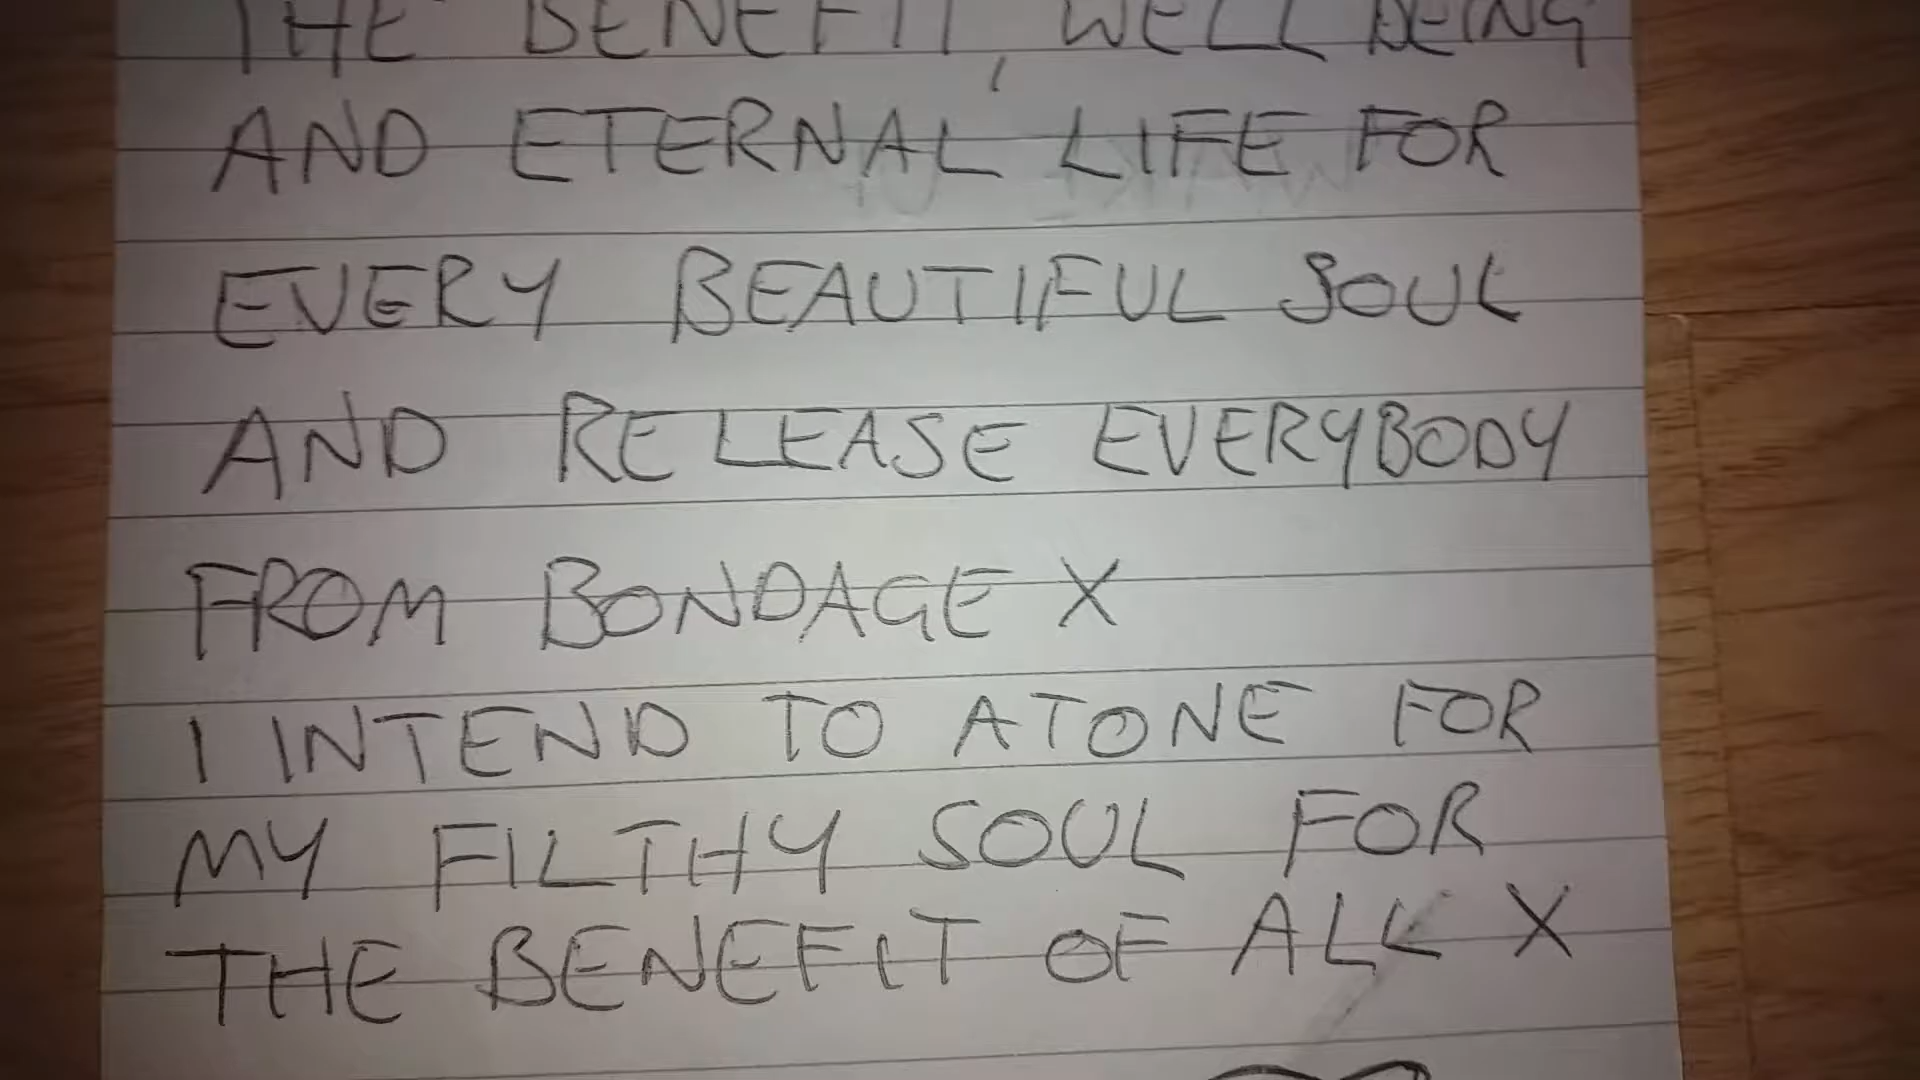 THE BENEFIT, WELL BEING
AND ETERNAL LIFE FOR
EVERY BEAUTIFUL SOUL
AND RELEASE EVERYBODY
FROM BONDAGE X
I INTEND TO ATONE FOR
MY FILTHY SOUL FOR
THE BENEFIT OF ALL X